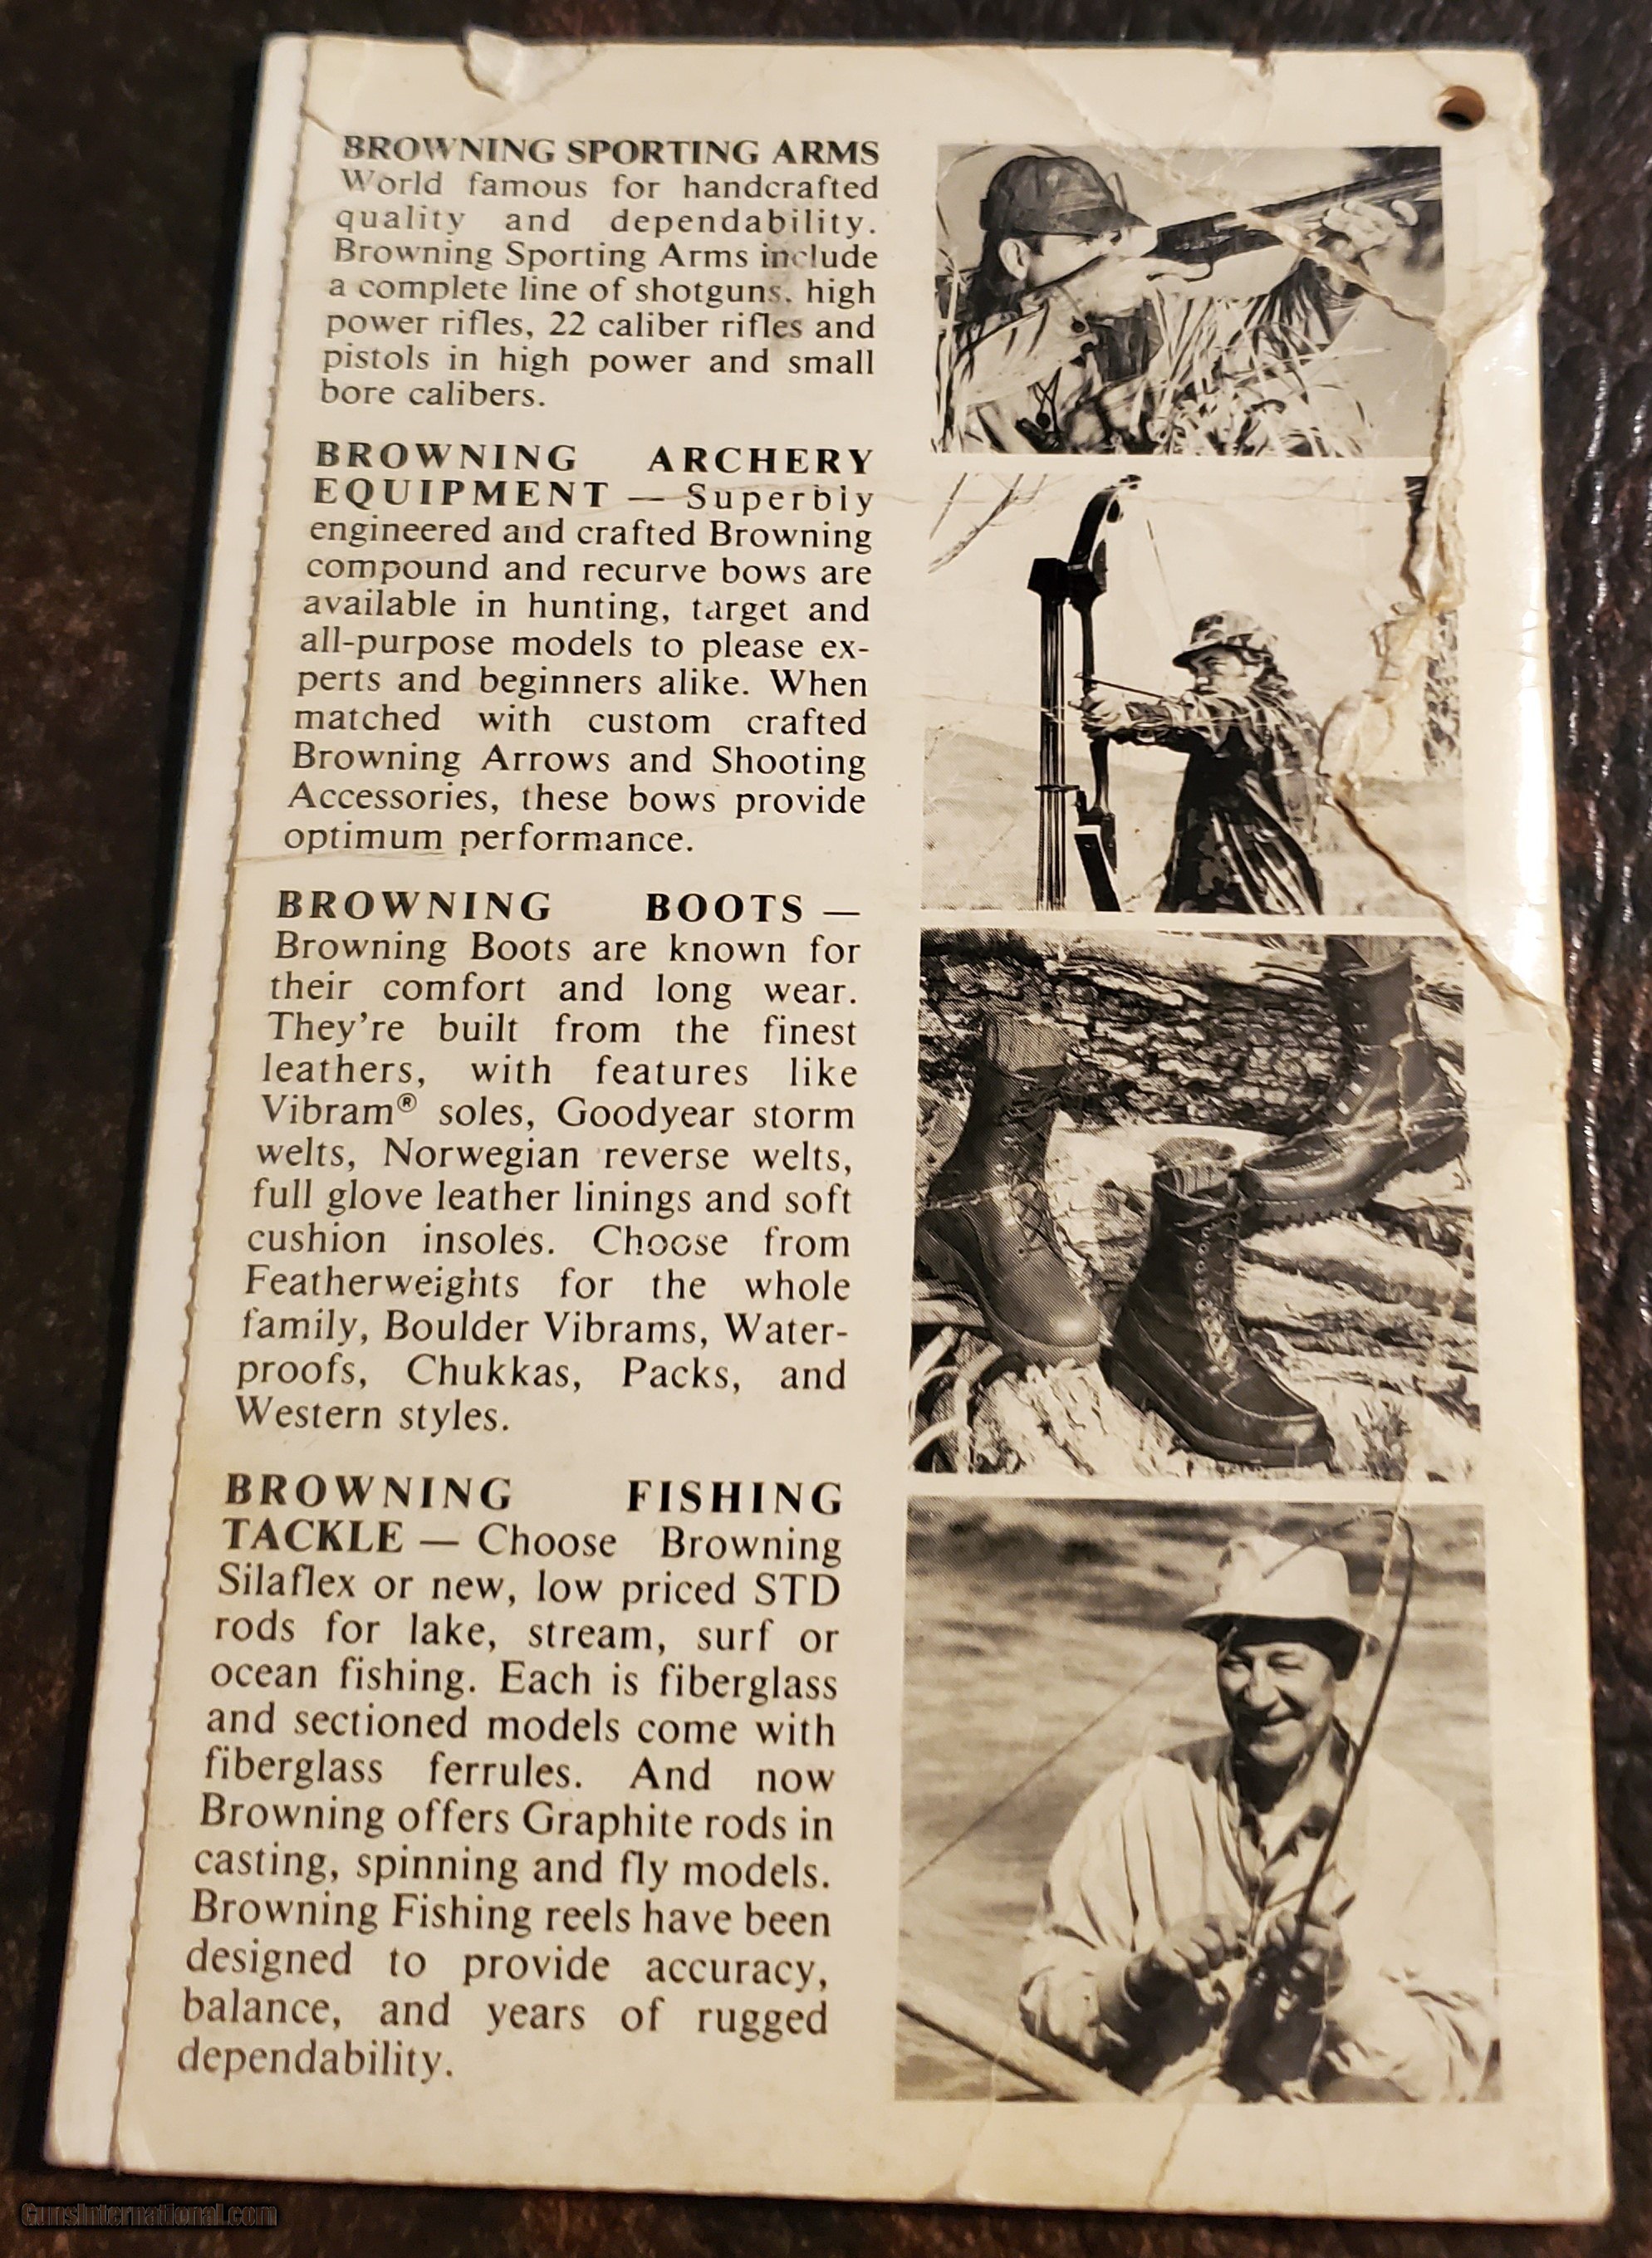 BROWNING SPORTING ARMS
World famous for handcrafted
quality and dependability.
Browning Sporting Arms include
a complete line of shotguns, high
power rifles, 22 caliber rifles and
pistols in high power and small
bore calibers.
BROWNING ARCHERY
EQUIPMENT — Superbly
engineered and crafted Browning
compound and recurve bows are
available in hunting, target and
all-purpose models to please ex-
perts and beginners alike. When
matched with custom crafted
Browning Arrows and Shooting
Accessories, these bows provide
optimum performance.
BROWNING BOOTS —
Browning Boots are known for
their comfort and long wear.
They're built from the finest
leathers, with features like
Vibram® soles, Goodyear storm
welts, Norwegian reverse welts,
full glove leather linings and soft
cushion insoles. Choose from
Featherweights for the whole
family, Boulder Vibrams, Water-
proofs, Chukkas, Packs, and
Western styles.
BROWNING FISHING
TACKLE — Choose Browning
Silaflex or new, low priced STD
rods for lake, stream, surf or
ocean fishing. Each is fiberglass
and sectioned models come with
fiberglass ferrules. And now
Browning offers Graphite rods in
casting, spinning and fly models.
Browning Fishing reels have been
designed to provide accuracy,
balance, and years of rugged
dependability.
GunsInternational.com